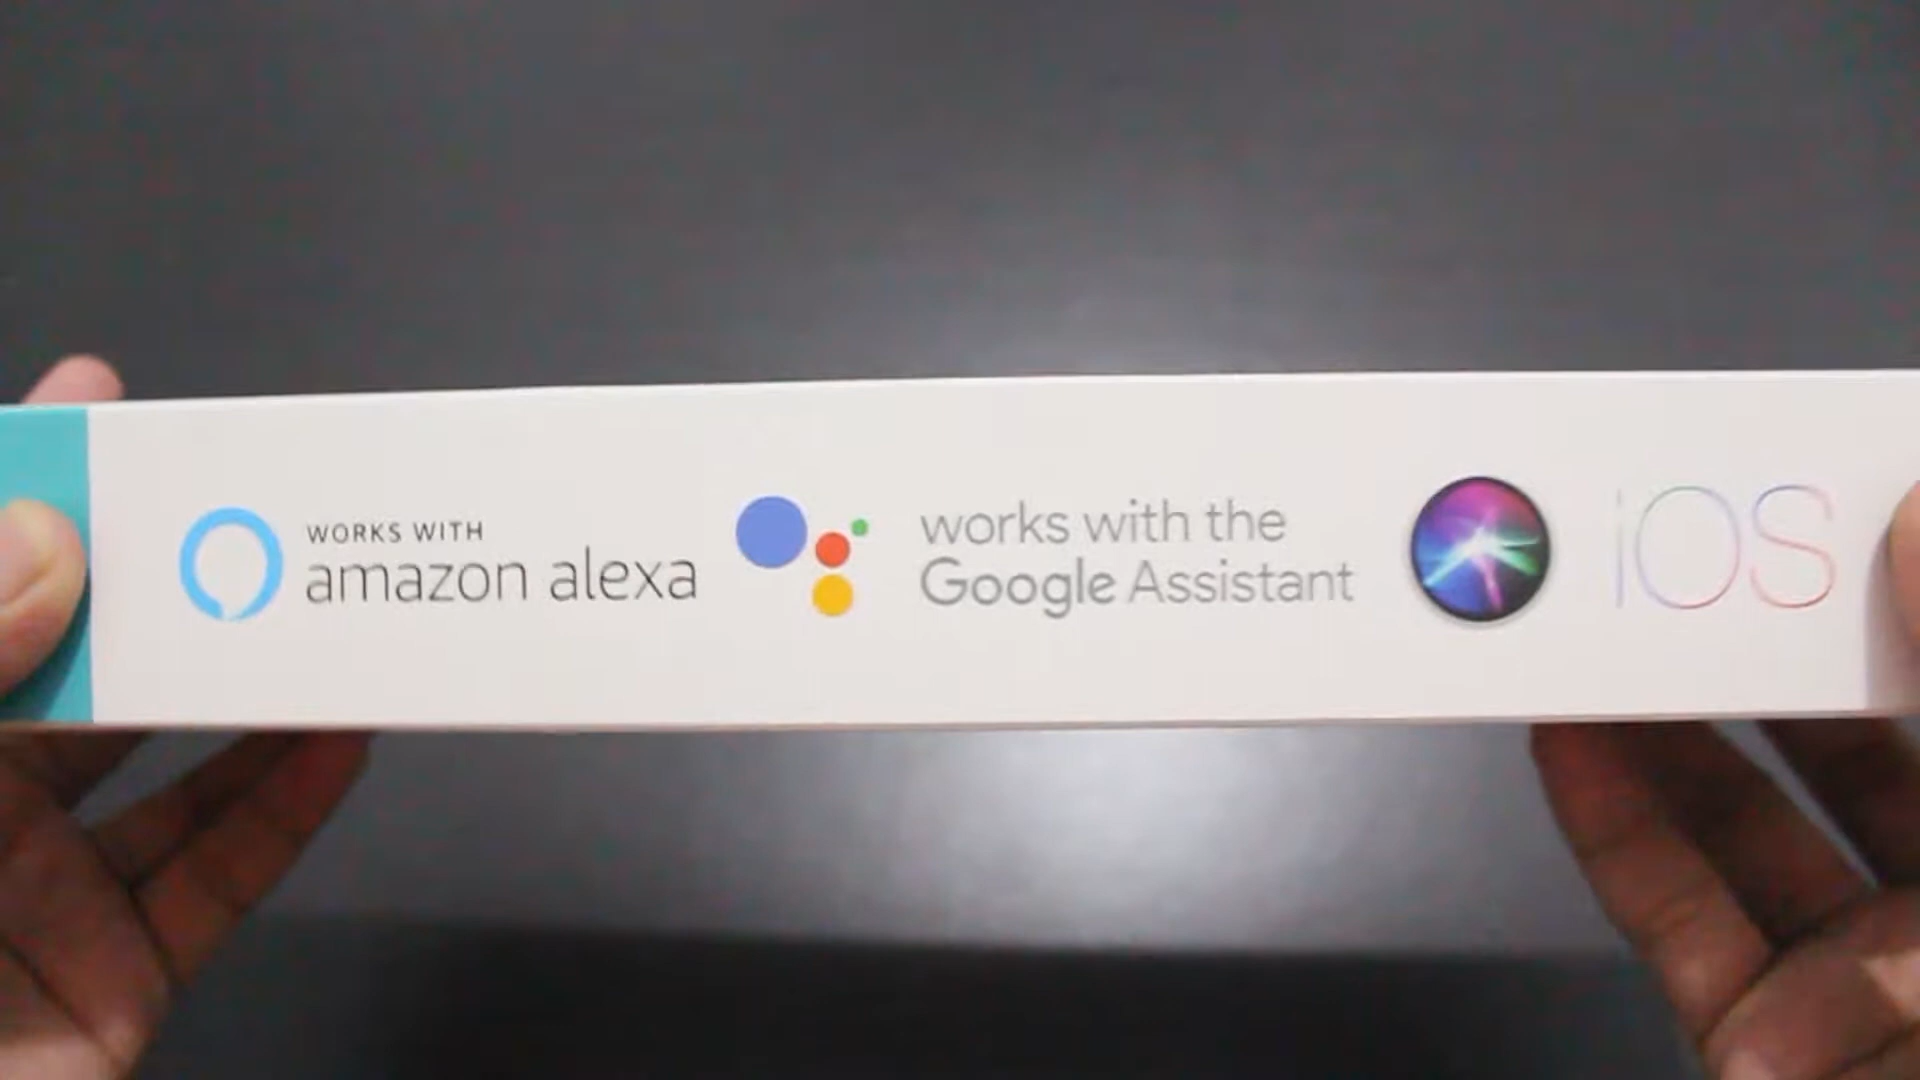 WORKS WITH
amazon alexa
works with the
Google Assistant
iOS